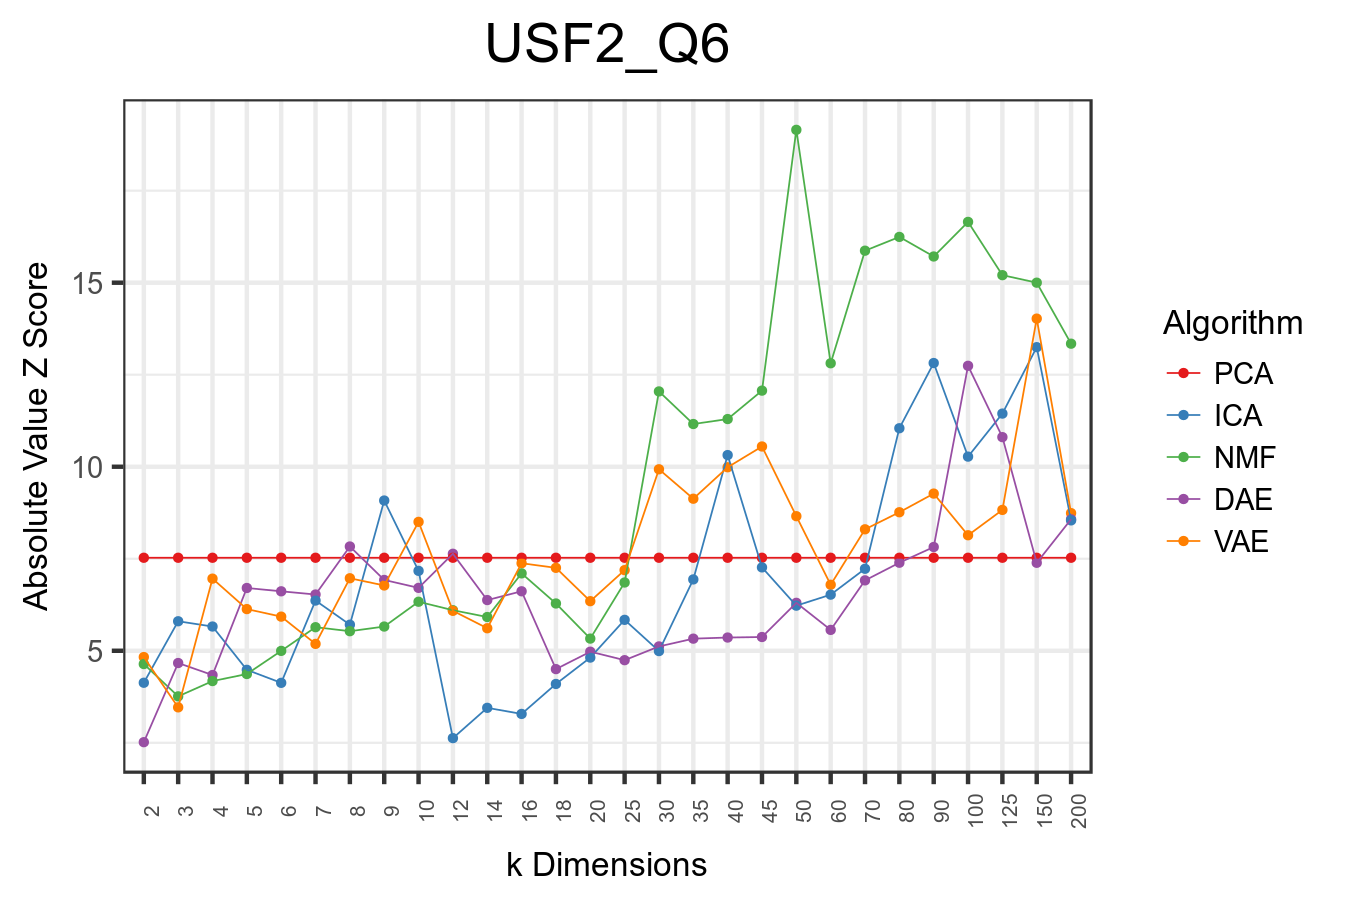 USF2_Q6
Absolute Value Z Score
15
10
5
2 3 4 5 6 7 8 9 10 12 14 16 18 20 25 30 35 40 45 50 60 70 80 90 100 125 150 200
k Dimensions
Algorithm
PCA
ICA
NMF
DAE
VAE